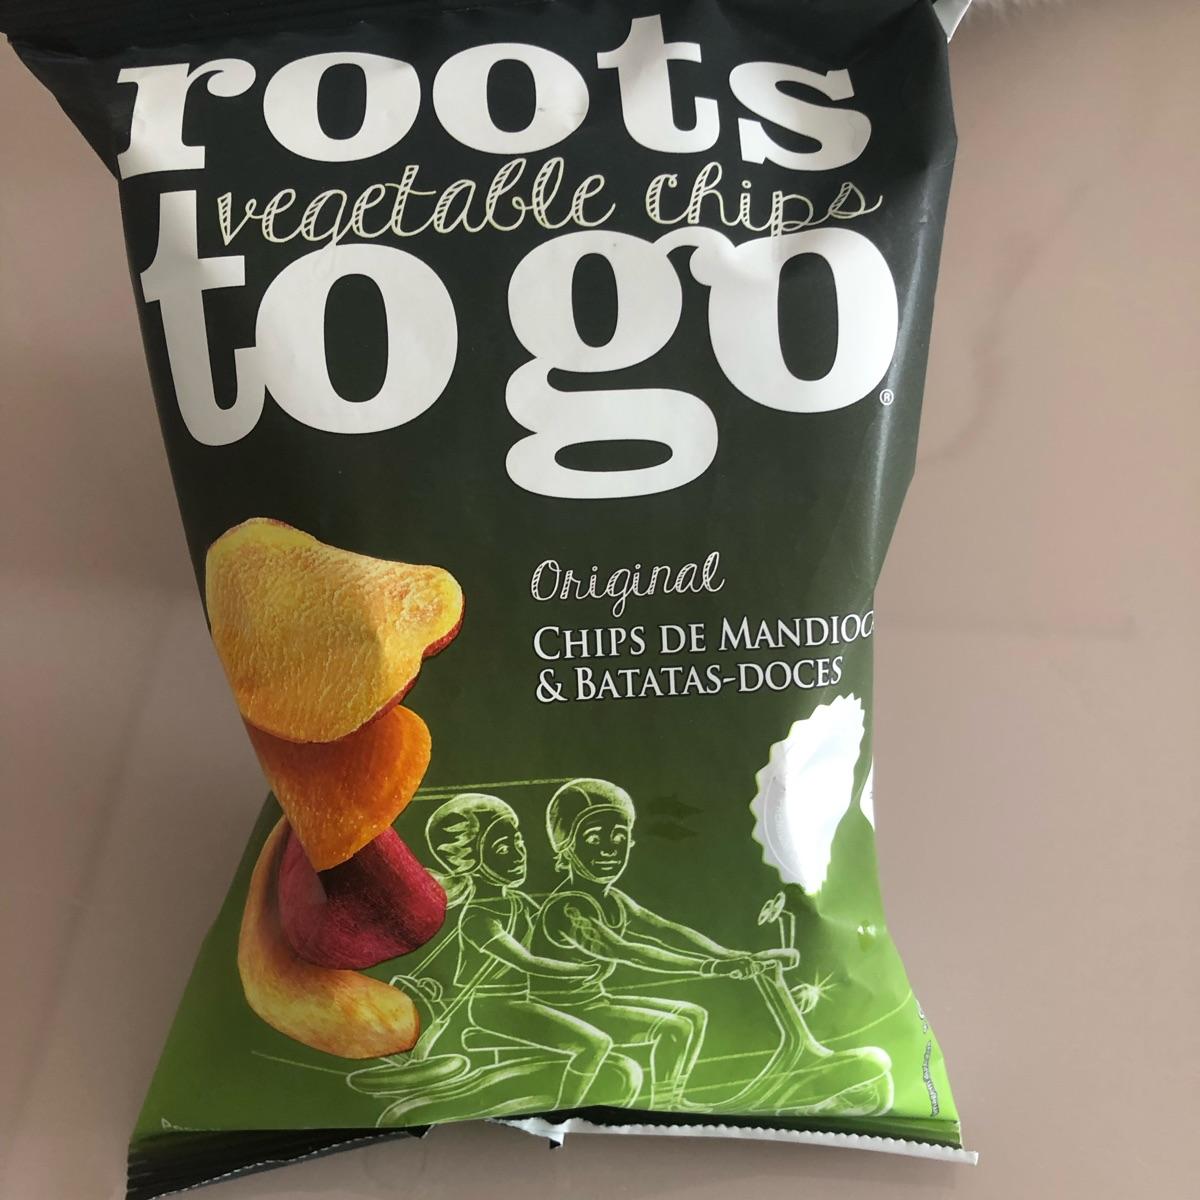 roots
vegetable chips
to go®
Original
CHIPS DE MANDIOC
& BATATAS-DOCES